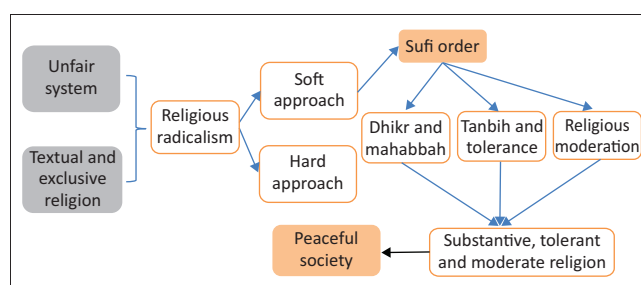 Unfair
system
Textual and
exclusive
religion
Religious
radicalism
Soft
approach
Hard
approach
Sufi order
Dhikr and
mahabbah
Tanbih and
tolerance
Religious
moderation
Substantive, tolerant
and moderate religion
Peaceful
society